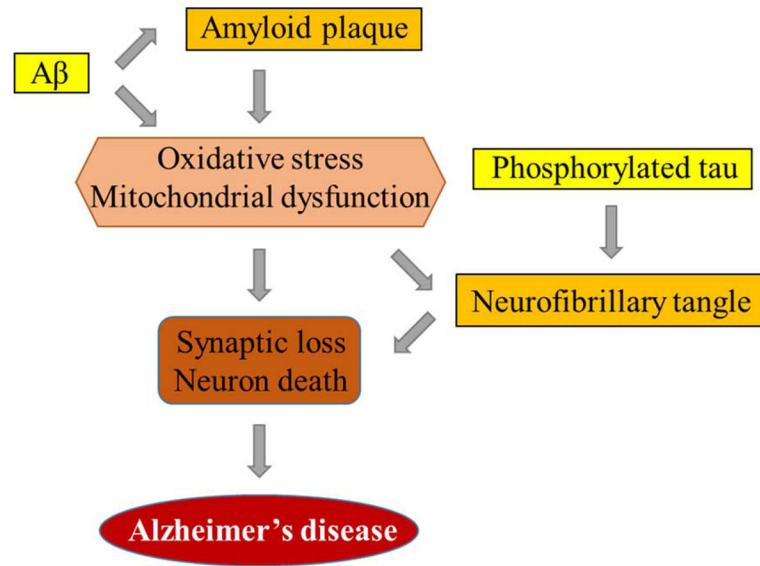 Amyloid plaque
Aβ
Oxidative stress
Mitochondrial dysfunction
Phosphorylated tau
Neurofibrillary tangle
Synaptic loss
Neuron death
Alzheimer’s disease